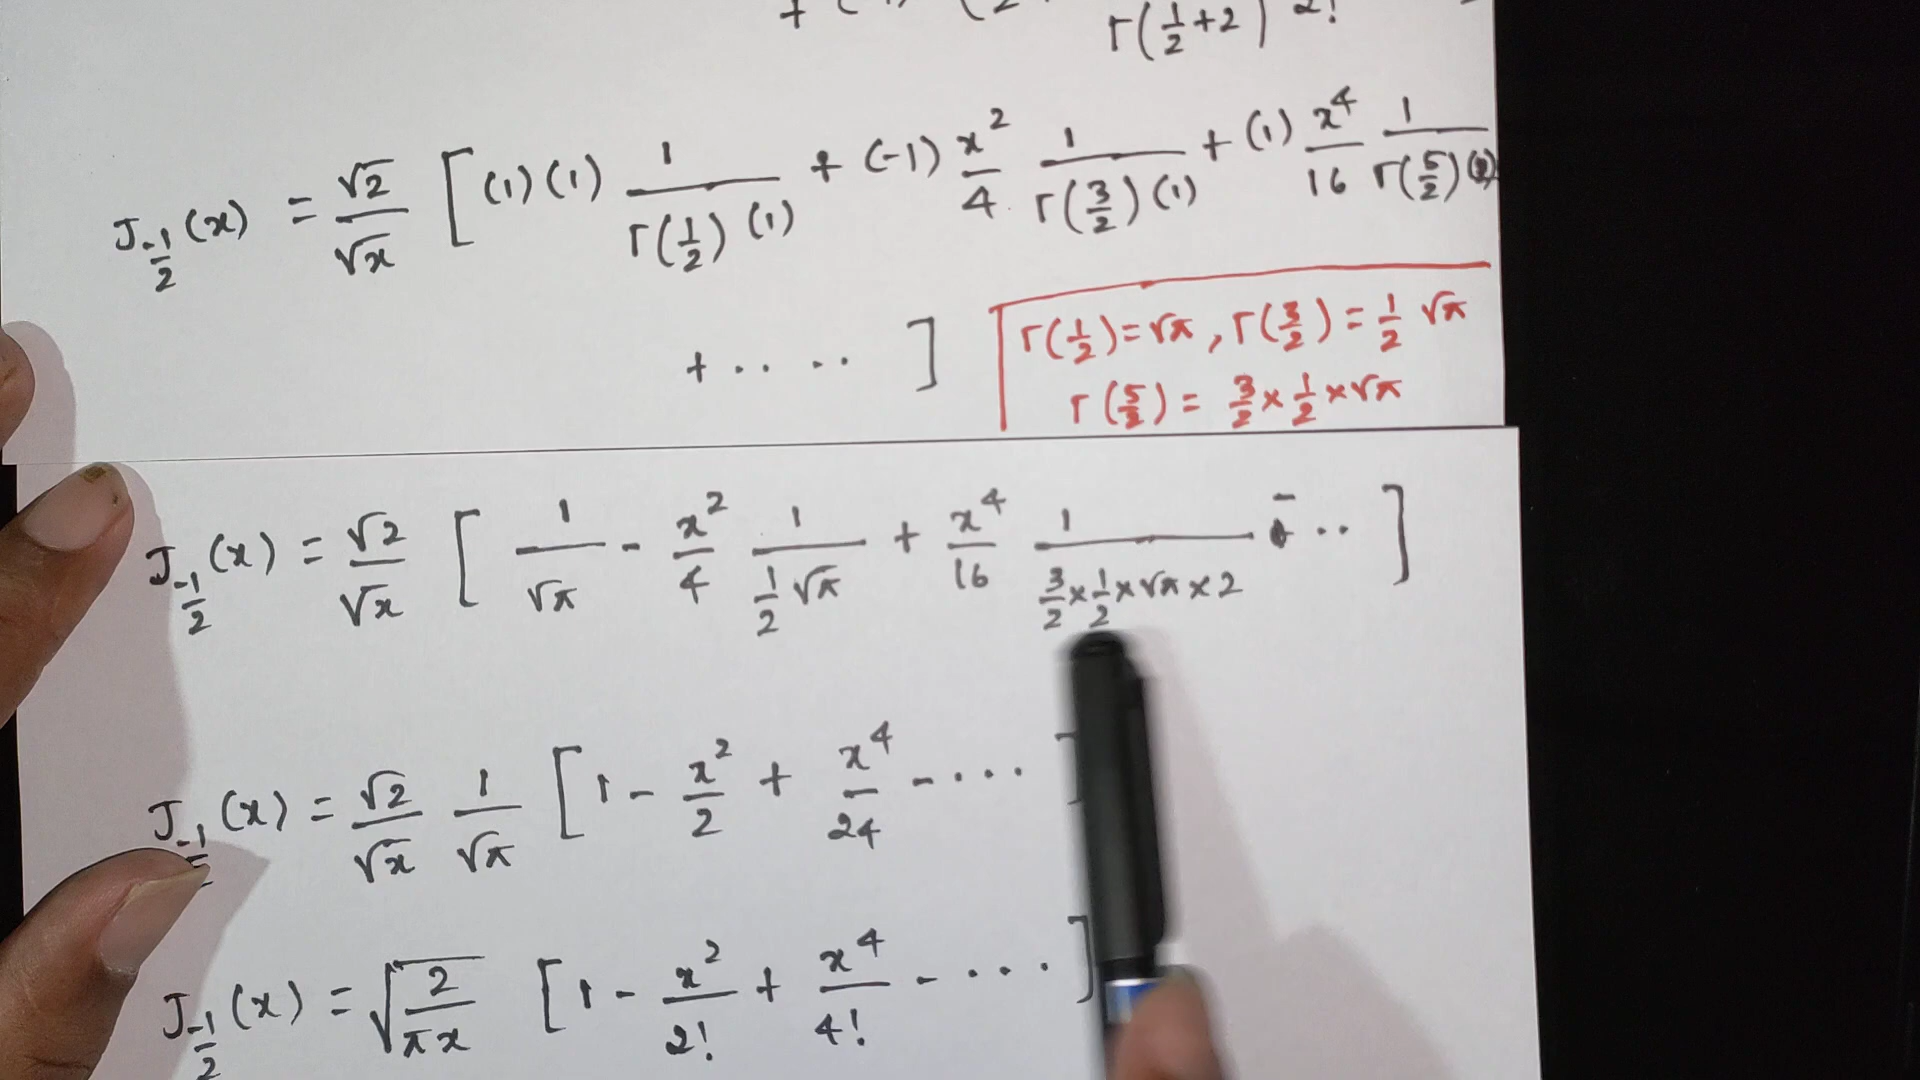 Γ(1/2+2) 2!
J_{-1/2}(x) = √2/√x [ (1)(1) 1/(Γ(1/2)(1)) + (-1) x²/4 1/(Γ(3/2)(1)) + (1) x⁴/16 1/(Γ(5/2)(2))
+ .. .. ]
Γ(1/2)=√π, Γ(3/2)=1/2 √π
Γ(5/2) = 3/2 × 1/2 × √π
J_{-1/2}(x) = √2/√x [ 1/√π - x²/4 1/(1/2 √π) + x⁴/16 1/(3/2 × 1/2 × √π × 2) - .. ]
J_{-1/}(x) = √2/√x 1/√π [ 1 - x²/2 + x⁴/24 - ... ]
J_{-1/2}(x) = √(2/(πx)) [ 1 - x²/2! + x⁴/4! - .... ]